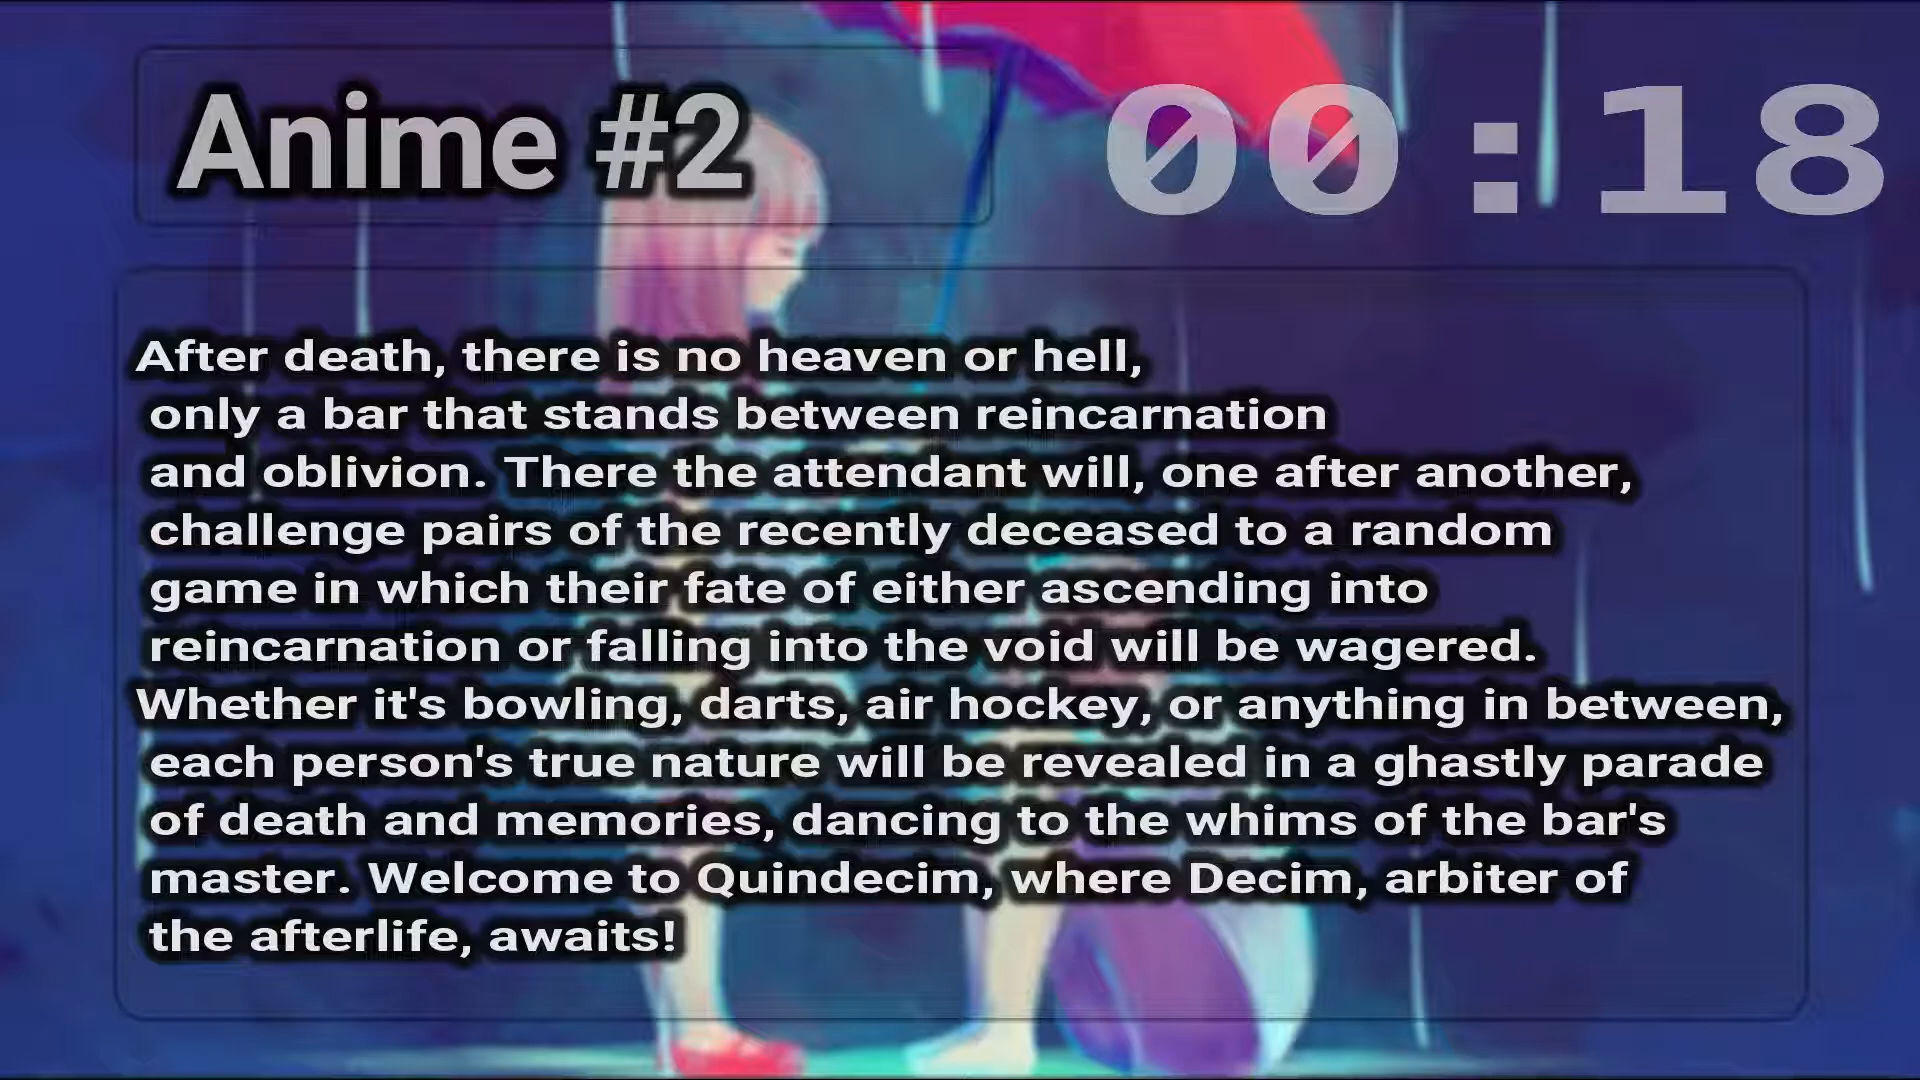 Anime #2
00:18
After death, there is no heaven or hell,
only a bar that stands between reincarnation
and oblivion. There the attendant will, one after another,
challenge pairs of the recently deceased to a random
game in which their fate of either ascending into
reincarnation or falling into the void will be wagered.
Whether it's bowling, darts, air hockey, or anything in between,
each person's true nature will be revealed in a ghastly parade
of death and memories, dancing to the whims of the bar's
master. Welcome to Quindecim, where Decim, arbiter of
the afterlife, awaits!